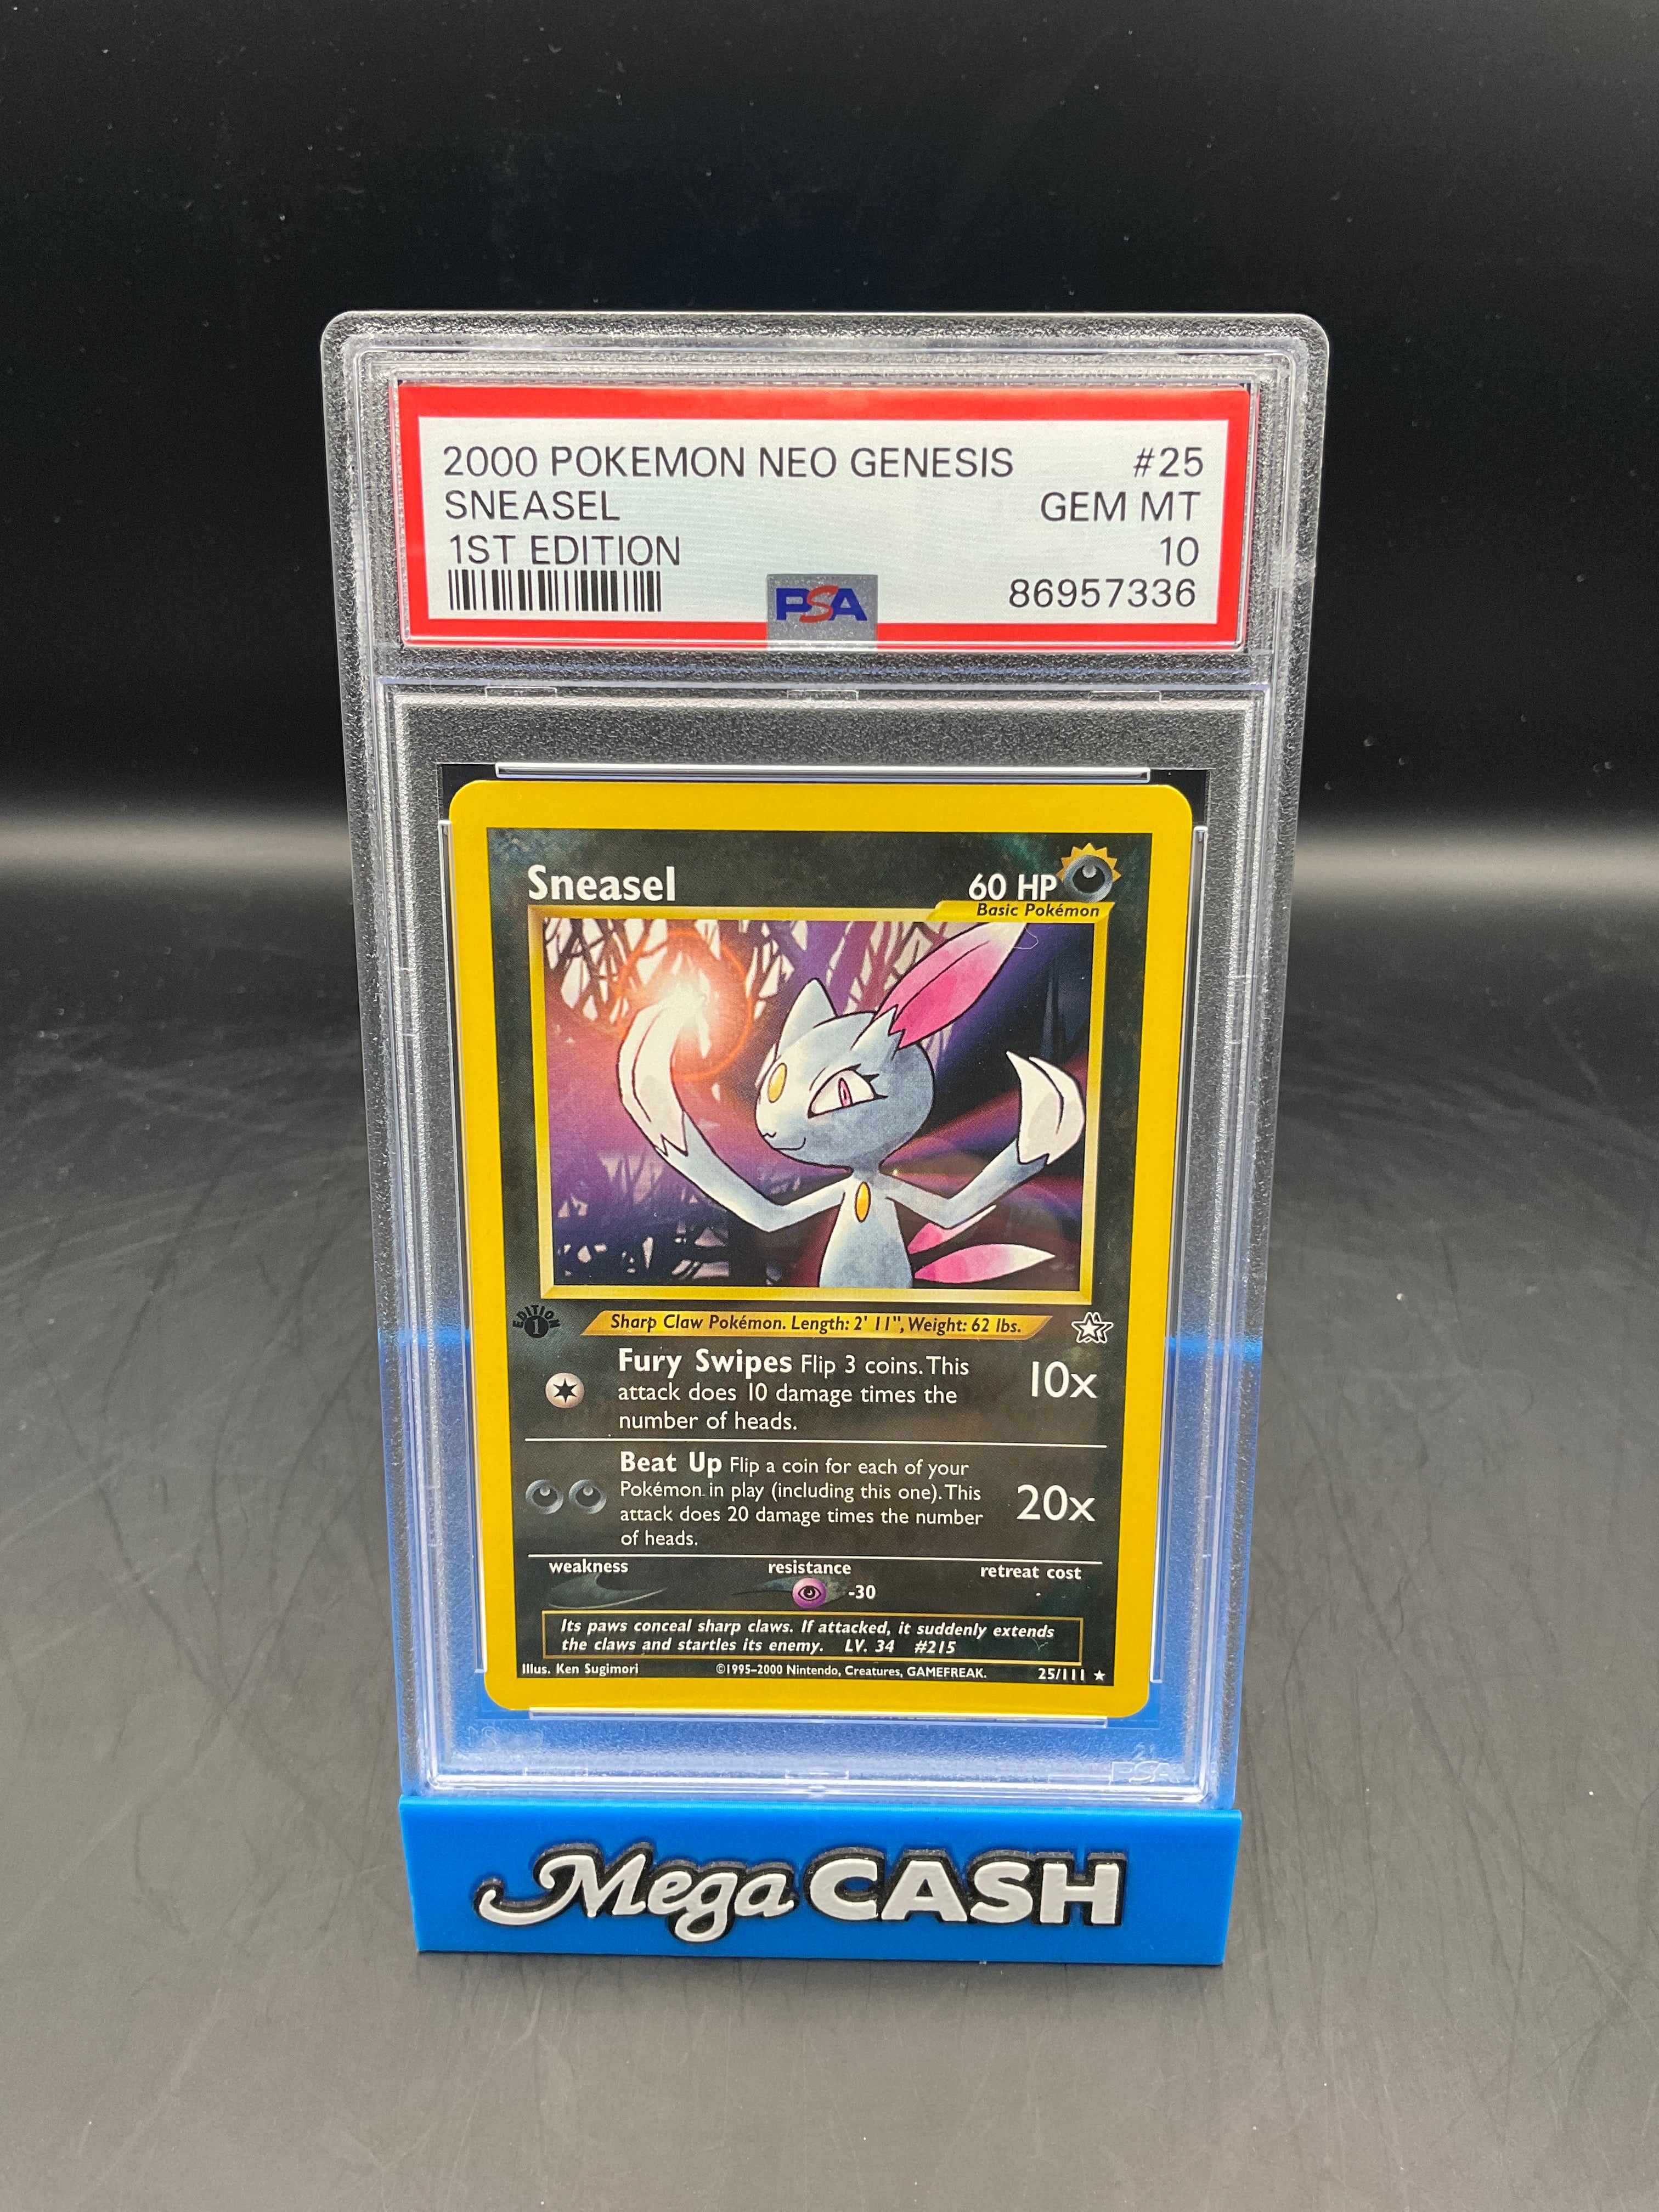 2000 POKEMON NEO GENESIS #25
SNEASEL GEM MT
1ST EDITION 10
PSA 86957336
Sneasel 60 HP
Basic Pokémon
EDITION 1
Sharp Claw Pokémon. Length: 2' 11", Weight: 62 lbs.
Fury Swipes Flip 3 coins. This
attack does 10 damage times the
number of heads.
10x
Beat Up Flip a coin for each of your
Pokémon in play (including this one). This
attack does 20 damage times the number
of heads.
20x
weakness resistance retreat cost
-30
Its paws conceal sharp claws. If attacked, it suddenly extends
the claws and startles its enemy. LV. 34 #215
Illus. Ken Sugimori ©1995–2000 Nintendo, Creatures, GAMEFREAK. 25/111 ★
PSA
Mega CASH